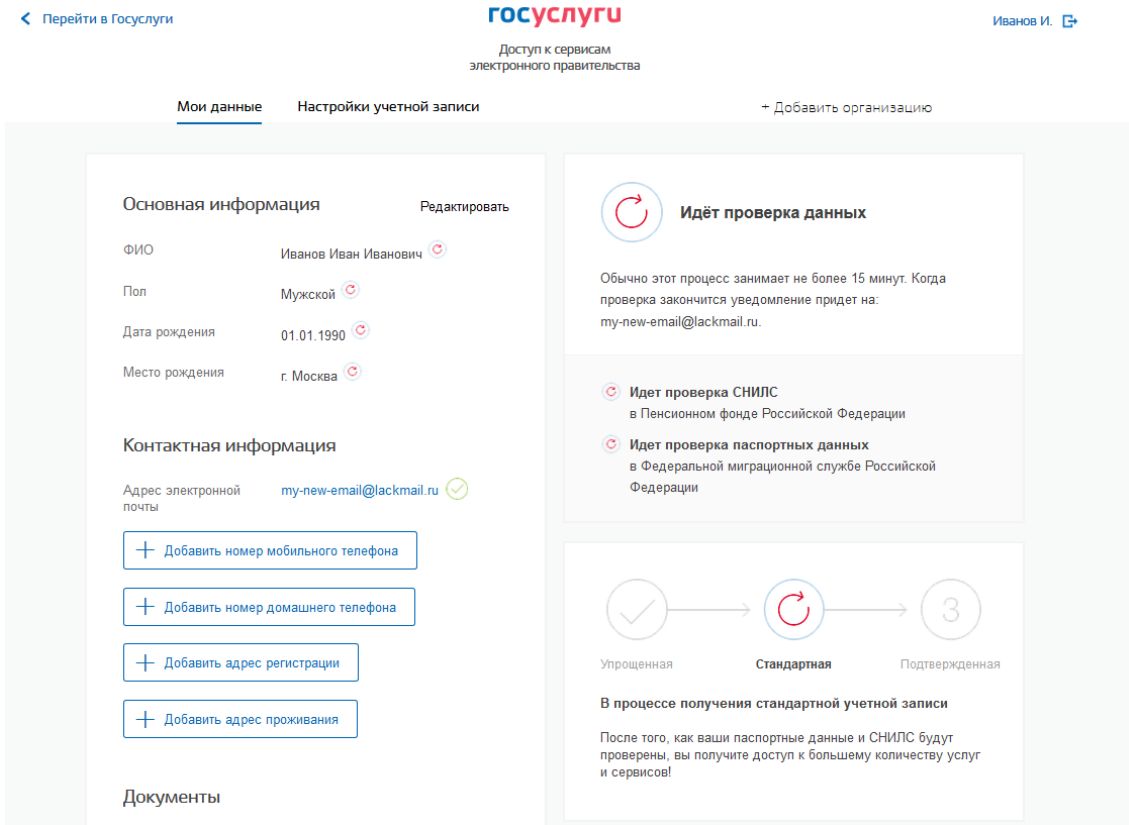 Перейти в Госуслуги
госуслуги
Иванов И.
Доступ к сервисам
электронного правительства
Мои данные
Настройки учетной записи
+ Добавить организацию
Основная информация
Редактировать
ФИО
Иванов Иван Иванович
Пол
Мужской
Дата рождения
01.01.1990
Место рождения
г. Москва
Контактная информация
Адрес электронной
почты
my-new-email@lackmail.ru
Добавить номер мобильного телефона
Добавить номер домашнего телефона
Добавить адрес регистрации
Добавить адрес проживания
Документы
Идёт проверка данных
Обычно этот процесс занимает не более 15 минут. Когда
проверка закончится уведомление придет на:
my-new-email@lackmail.ru.
Идет проверка СНИЛС
в Пенсионном фонде Российской Федерации
Идет проверка паспортных данных
в Федеральной миграционной службе Российской
Федерации
3
Упрощенная
Стандартная
Подтвержденная
В процессе получения стандартной учетной записи
После того, как ваши паспортные данные и СНИЛС будут
проверены, вы получите доступ к большему количеству услуг
и сервисов!